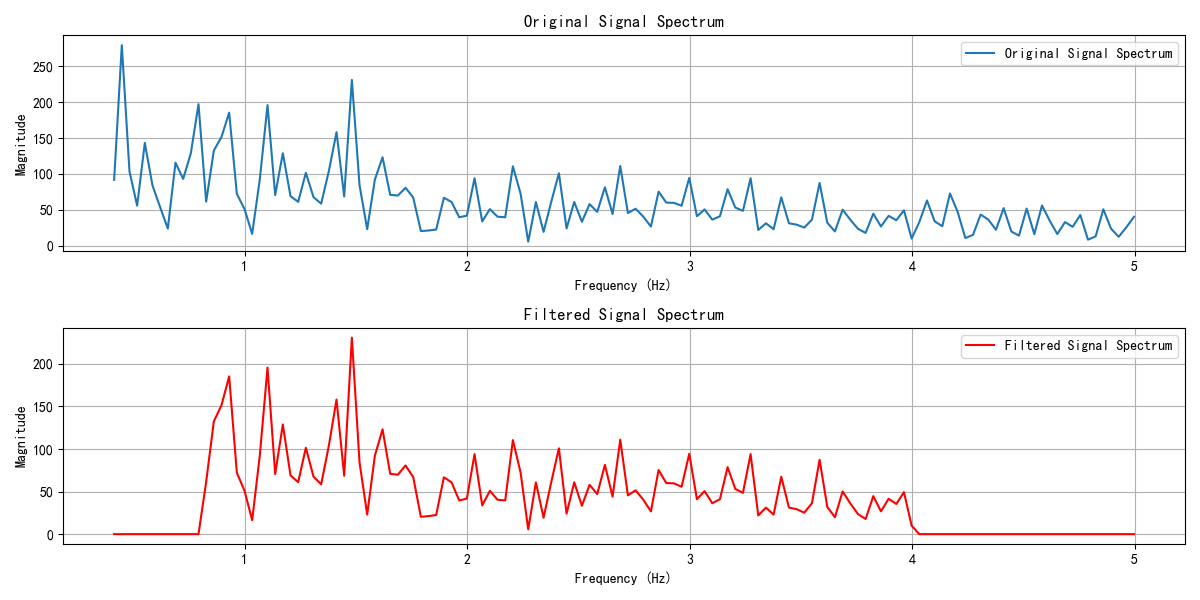 Original Signal Spectrum
Original Signal Spectrum
Magnitude
250
200
150
100
50
0
1
2
3
4
5
Frequency (Hz)
Filtered Signal Spectrum
Filtered Signal Spectrum
Magnitude
200
150
100
50
0
1
2
3
4
5
Frequency (Hz)